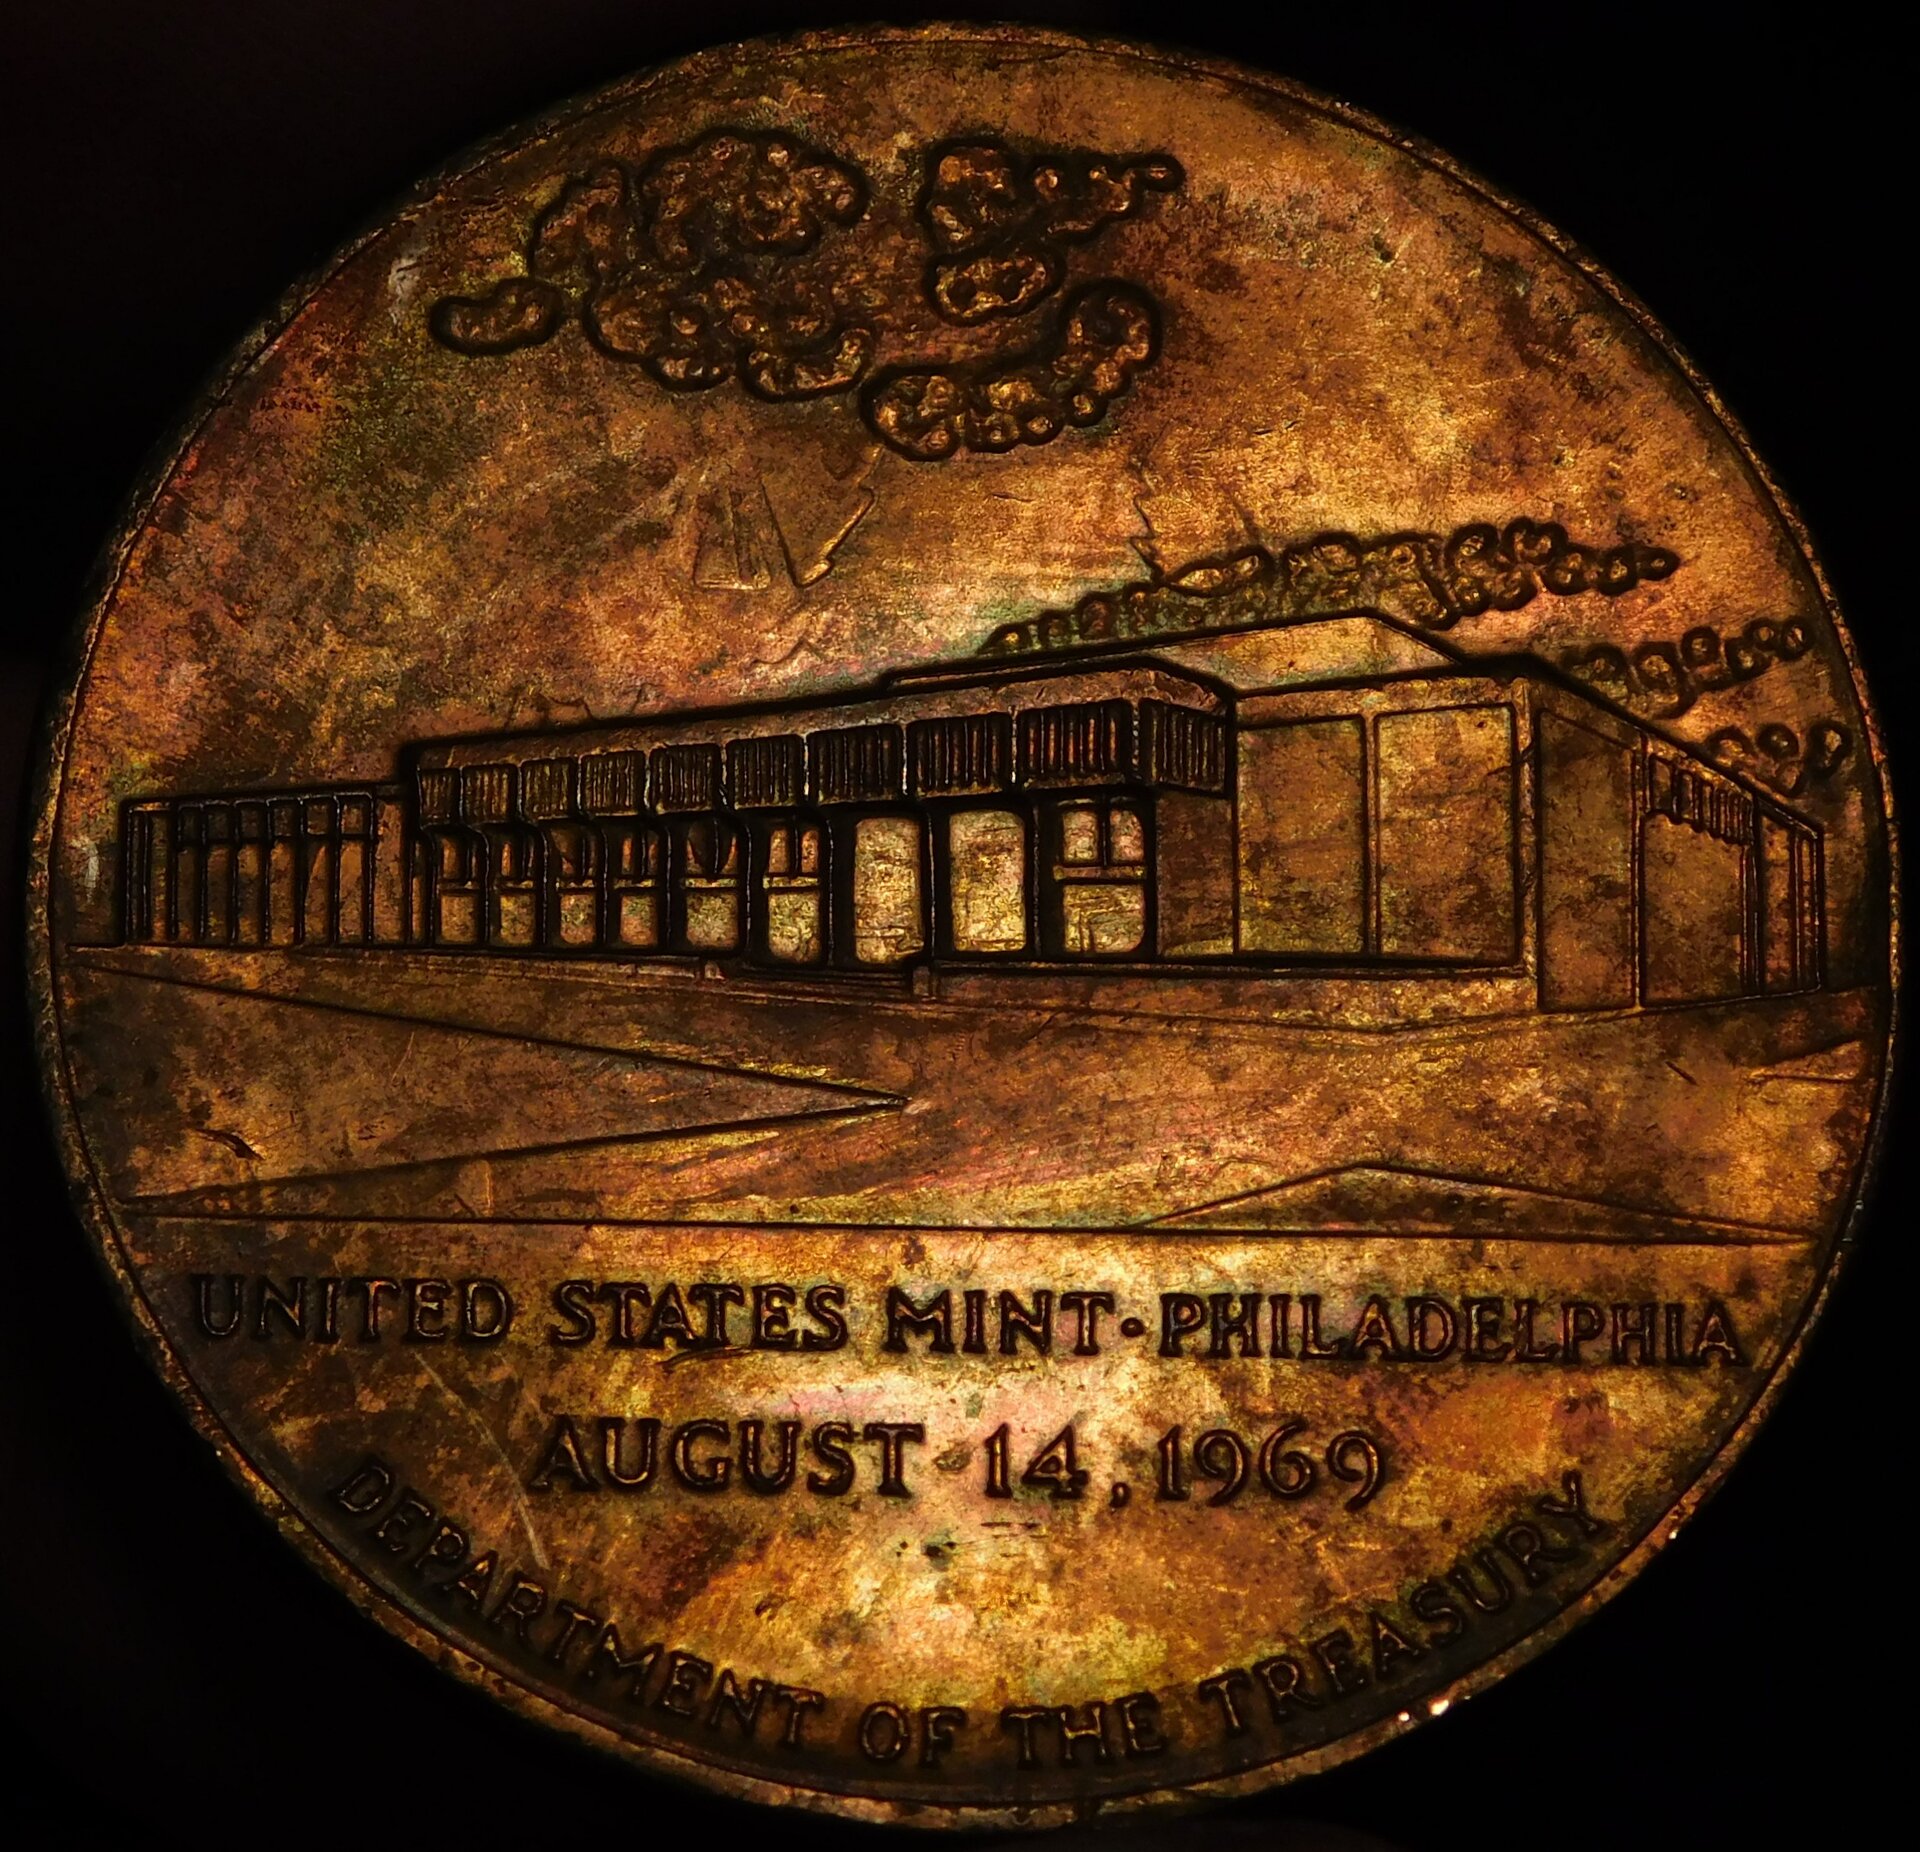 UNITED STATES MINT·PHILADELPHIA
AUGUST 14, 1969
DEPARTMENT OF THE TREASURY